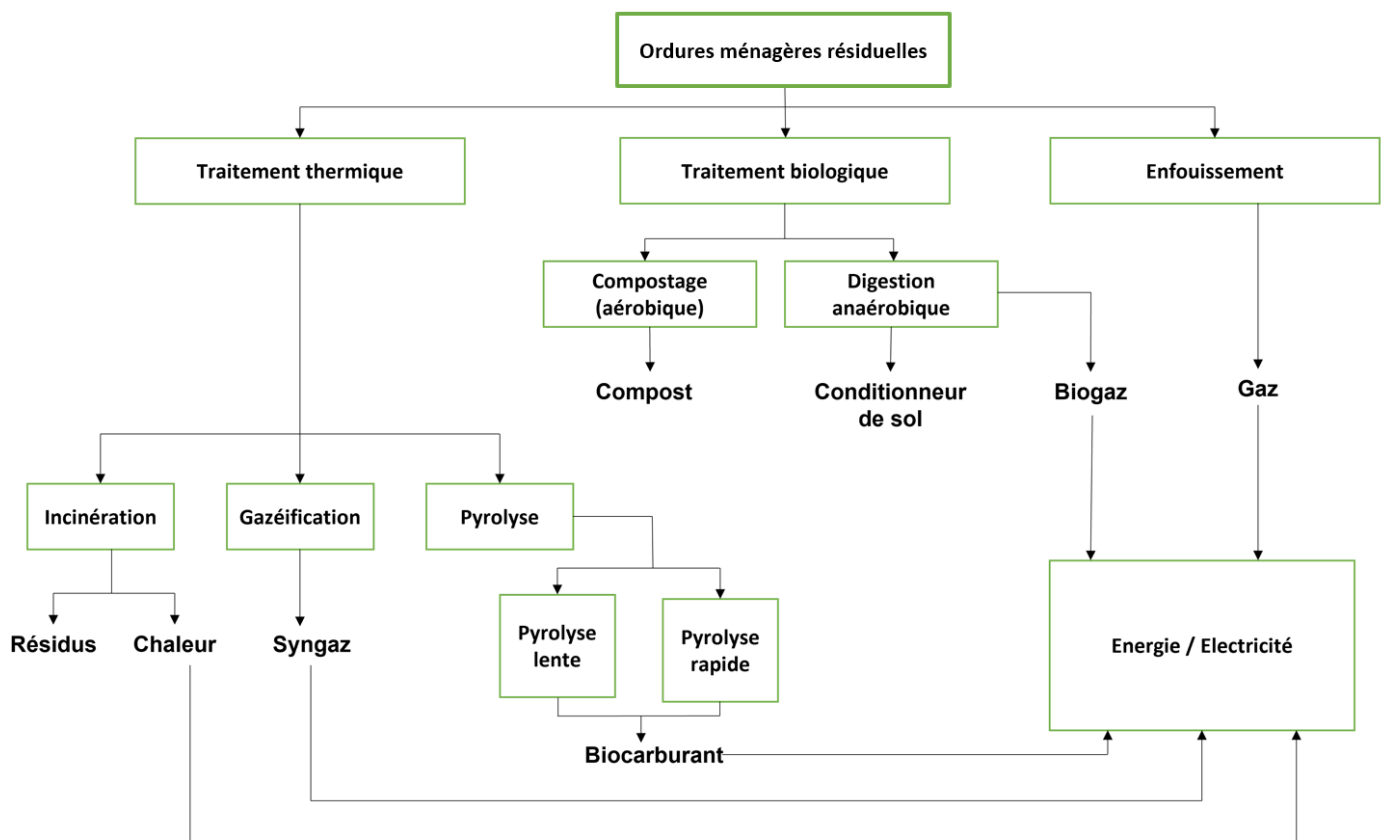 Ordures ménagères résiduelles
Traitement thermique
Traitement biologique
Enfouissement
Compostage
(aérobique)
Digestion
anaérobique
Compost
Conditionneur
de sol
Biogaz
Gaz
Incinération
Gazéification
Pyrolyse
Résidus
Chaleur
Syngaz
Pyrolyse
lente
Pyrolyse
rapide
Energie / Electricité
Biocarburant